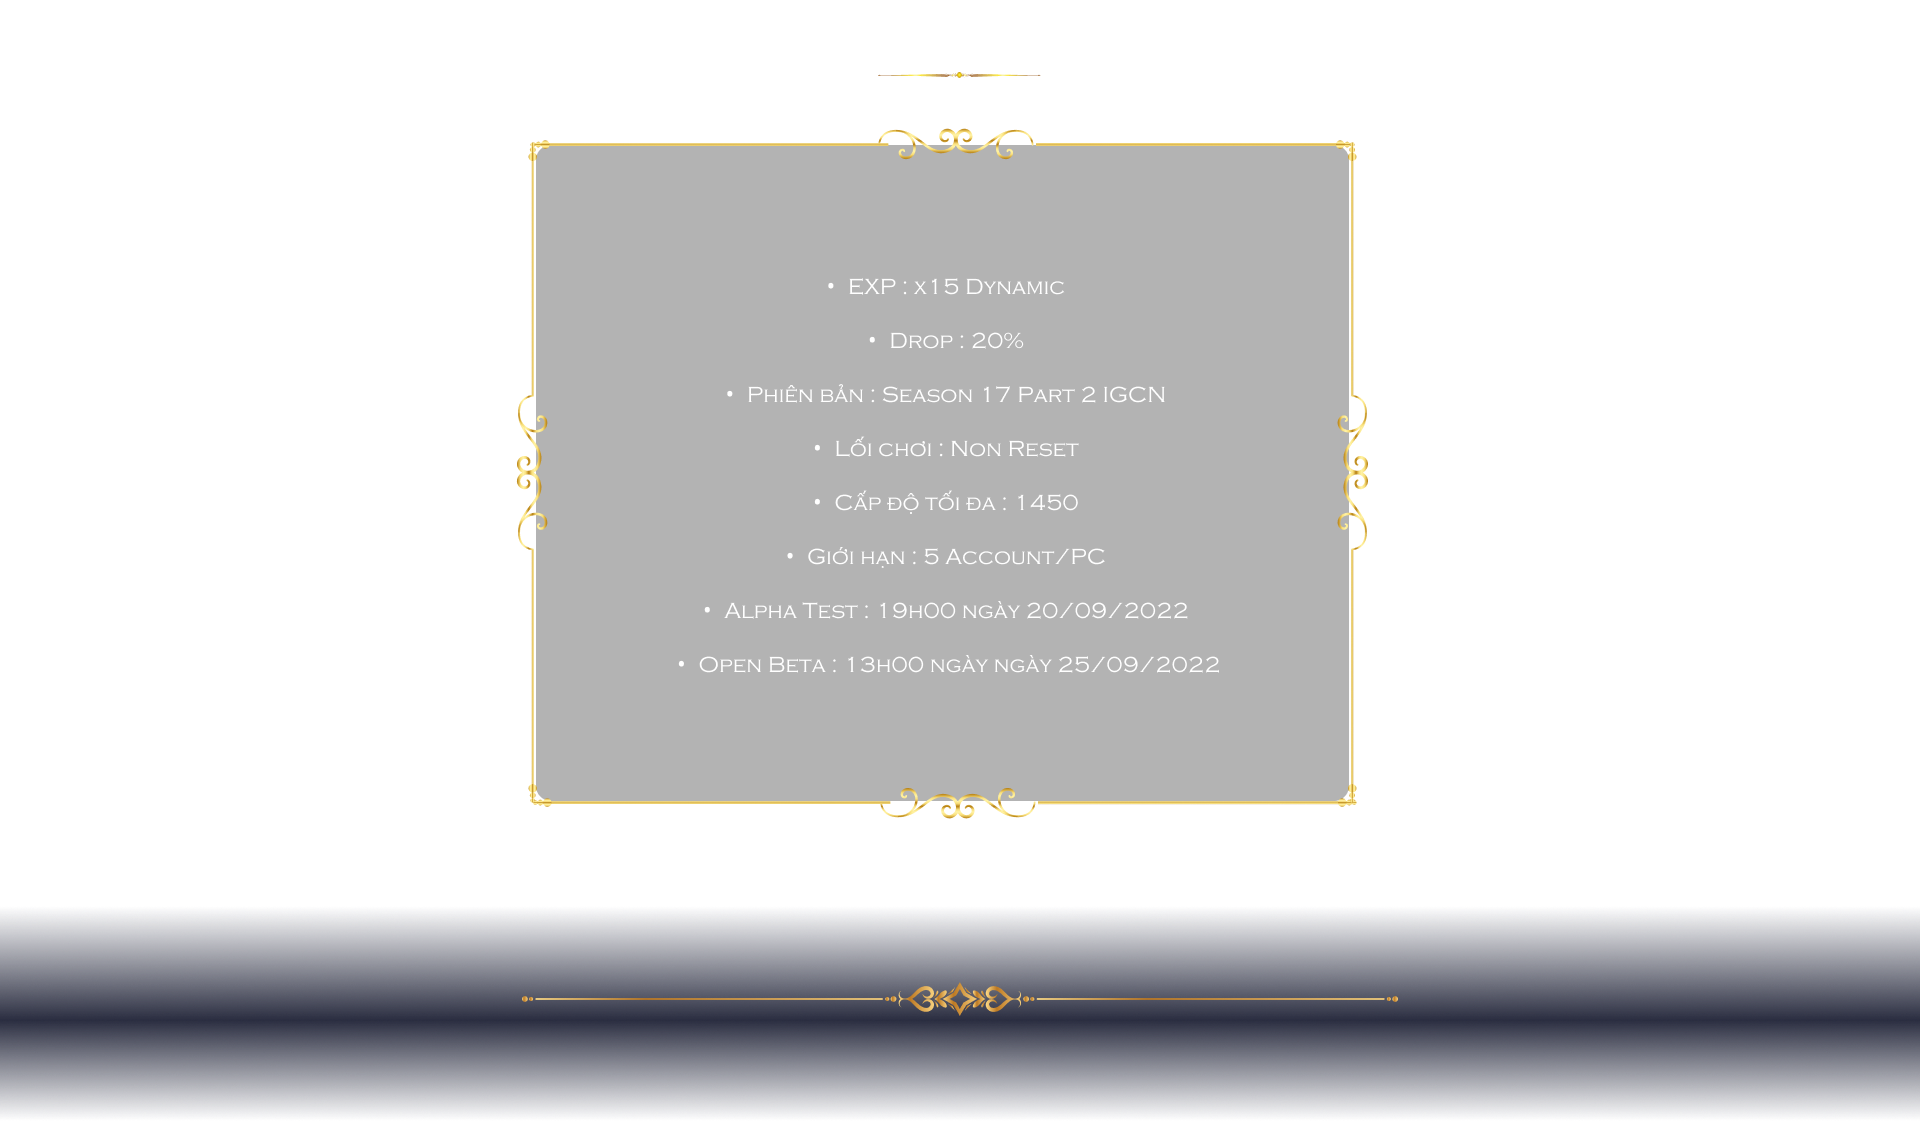 • EXP : x15 Dynamic
• Drop : 20%
• Phiên bản : Season 17 Part 2 IGCN
• Lối chơi : Non Reset
• Cấp độ tối đa : 1450
• Giới hạn : 5 Account/PC
• Alpha Test : 19h00 ngày 20/09/2022
• Open Beta : 13h00 ngày ngày 25/09/2022